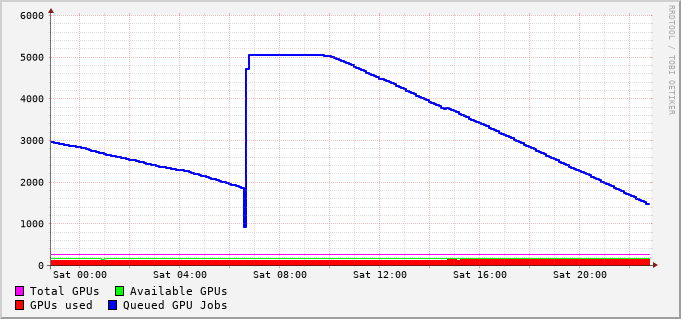 6000
5000
4000
3000
2000
1000
0
Sat 00:00 Sat 04:00 Sat 08:00 Sat 12:00 Sat 16:00 Sat 20:00
Total GPUs Available GPUs
GPUs used Queued GPU Jobs
RRDTOOL / TOBI OETIKER